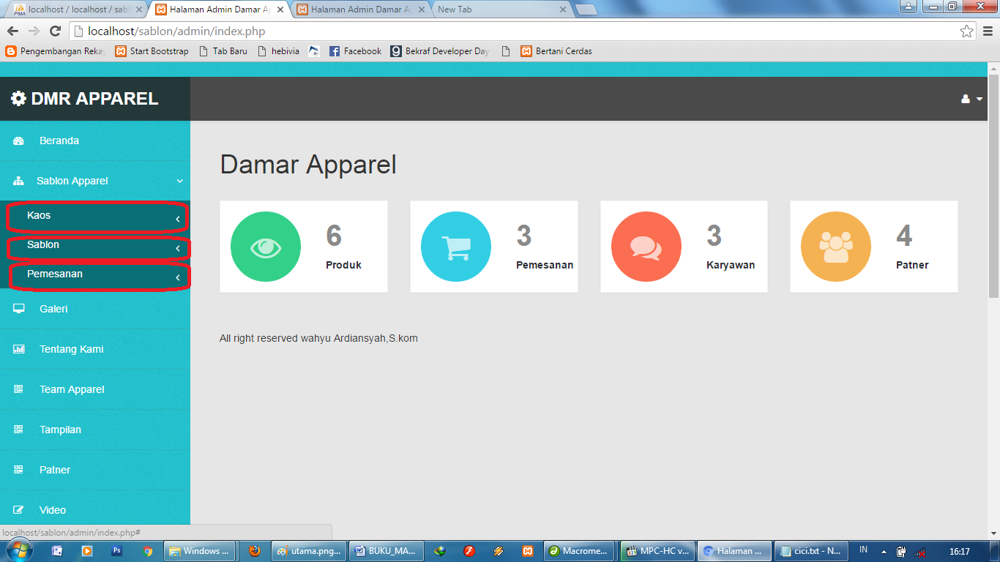 localhost / localhost / sabl
Halaman Admin Damar A
Halaman Admin Damar A
New Tab
localhost/sablon/admin/index.php
Pengembangan Reka
Start Bootstrap
Tab Baru
hebivia
Facebook
Bekraf Developer Day
Bertani Cerdas
DMR APPAREL
Beranda
Sablon Apparel
Kaos
Sablon
Pemesanan
Galeri
Tentang Kami
Team Apparel
Tampilan
Patner
Video
Damar Apparel
6
Produk
3
Pemesanan
3
Karyawan
4
Patner
All right reserved wahyu Ardiansyah,S.kom
localhost/sablon/admin/index.php#
Windows ...
utama.png...
BUKU_MA...
Macrome...
MPC-HC v...
Halaman ...
cici.txt - N...
IN
16:17